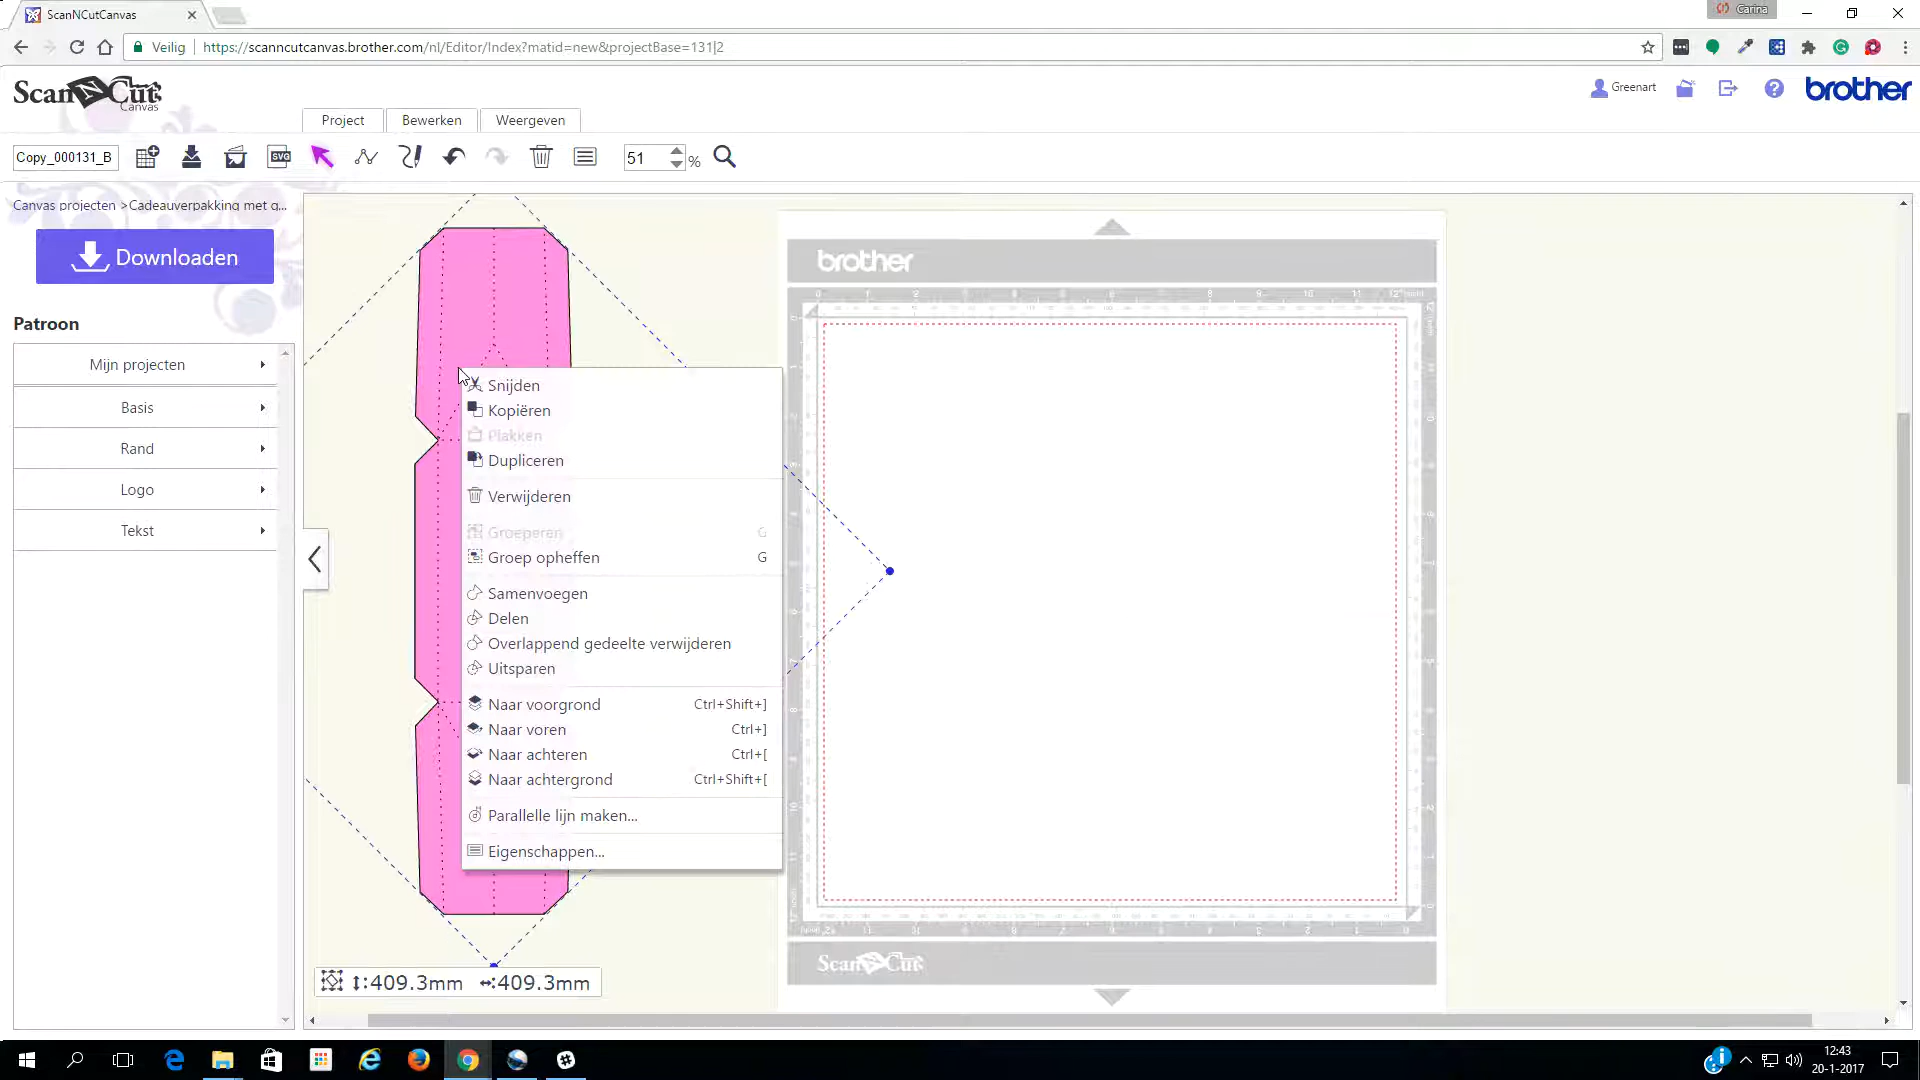 ScanNCutCanvas
Carina
Veilig
https://scanncutcanvas.brother.com/nl/Editor/Index?matid=new&projectBase=131|2
ScanNCut
Canvas
Greenart
brother
Project
Bewerken
Weergeven
Copy_000131_B
SVG
51
%
Canvas projecten >Cadeauverpakking met g...
Downloaden
Patroon
Mijn projecten
Basis
Rand
Logo
Tekst
brother
Snijden
Kopiëren
Plakken
Dupliceren
Verwijderen
Groeperen G
Groep opheffen G
Samenvoegen
Delen
Overlappend gedeelte verwijderen
Uitsparen
Naar voorgrond Ctrl+Shift+]
Naar voren Ctrl+]
Naar achteren Ctrl+[
Naar achtergrond Ctrl+Shift+[
Parallelle lijn maken...
Eigenschappen...
ScanNCut
409.3mm 409.3mm
12:43
20-1-2017